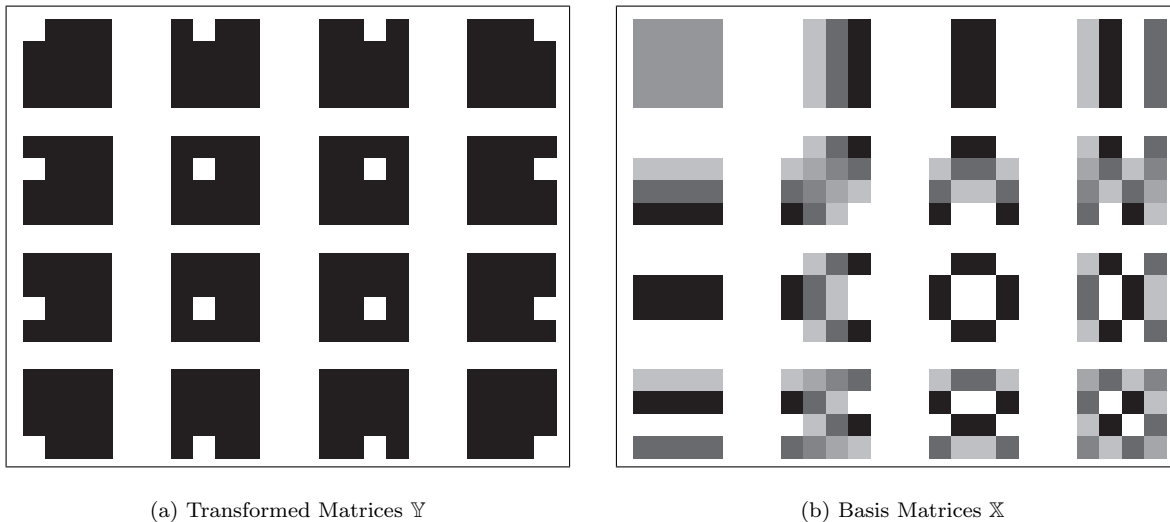 (a) Transformed Matrices 𝕐
(b) Basis Matrices 𝕏